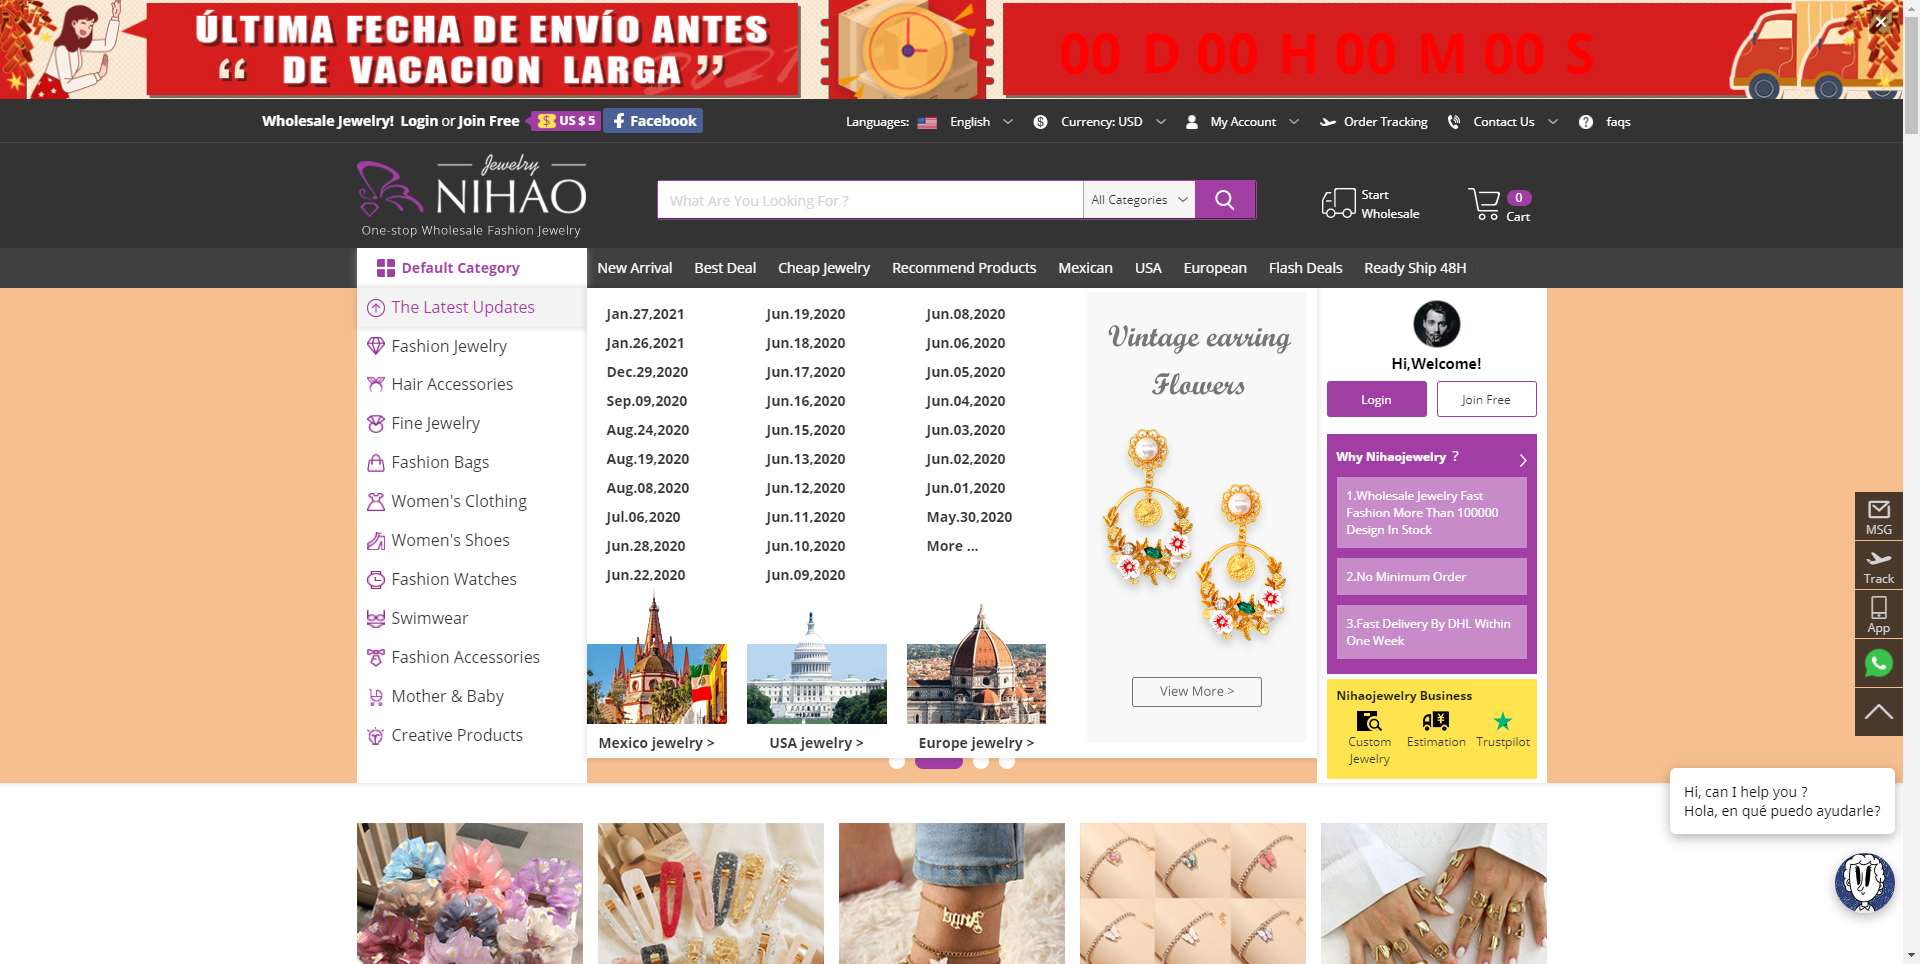 ÚLTIMA FECHA DE ENVÍO ANTES
“ DE VACACION LARGA ”
00 D 00 H 00 M 00 S
Wholesale Jewelry! Login or Join Free US $ 5 Facebook
Languages: English Currency: USD My Account Order Tracking Contact Us faqs
Jewelry
NIHAO
One-stop Wholesale Fashion Jewelry
What Are You Looking For ? All Categories
Start
Wholesale
0
Cart
Default Category
New Arrival Best Deal Cheap Jewelry Recommend Products Mexican USA European Flash Deals Ready Ship 48H
The Latest Updates
Fashion Jewelry
Hair Accessories
Fine Jewelry
Fashion Bags
Women's Clothing
Women's Shoes
Fashion Watches
Swimwear
Fashion Accessories
Mother & Baby
Creative Products
Jan.27,2021
Jan.26,2021
Dec.29,2020
Sep.09,2020
Aug.24,2020
Aug.19,2020
Aug.08,2020
Jul.06,2020
Jun.28,2020
Jun.22,2020
Jun.19,2020
Jun.18,2020
Jun.17,2020
Jun.16,2020
Jun.15,2020
Jun.13,2020
Jun.12,2020
Jun.11,2020
Jun.10,2020
Jun.09,2020
Jun.08,2020
Jun.06,2020
Jun.05,2020
Jun.04,2020
Jun.03,2020
Jun.02,2020
Jun.01,2020
May.30,2020
More ...
Mexico jewelry >
USA jewelry >
Europe jewelry >
Vintage earring
Flowers
View More >
Hi,Welcome!
Login
Join Free
Why Nihaojewelry ?
1.Wholesale Jewelry Fast
Fashion More Than 100000
Design In Stock
2.No Minimum Order
3.Fast Delivery By DHL Within
One Week
Nihaojewelry Business
Custom
Jewelry
Estimation
Trustpilot
MSG
Track
App
Hi, can I help you ?
Hola, en qué puedo ayudarle?